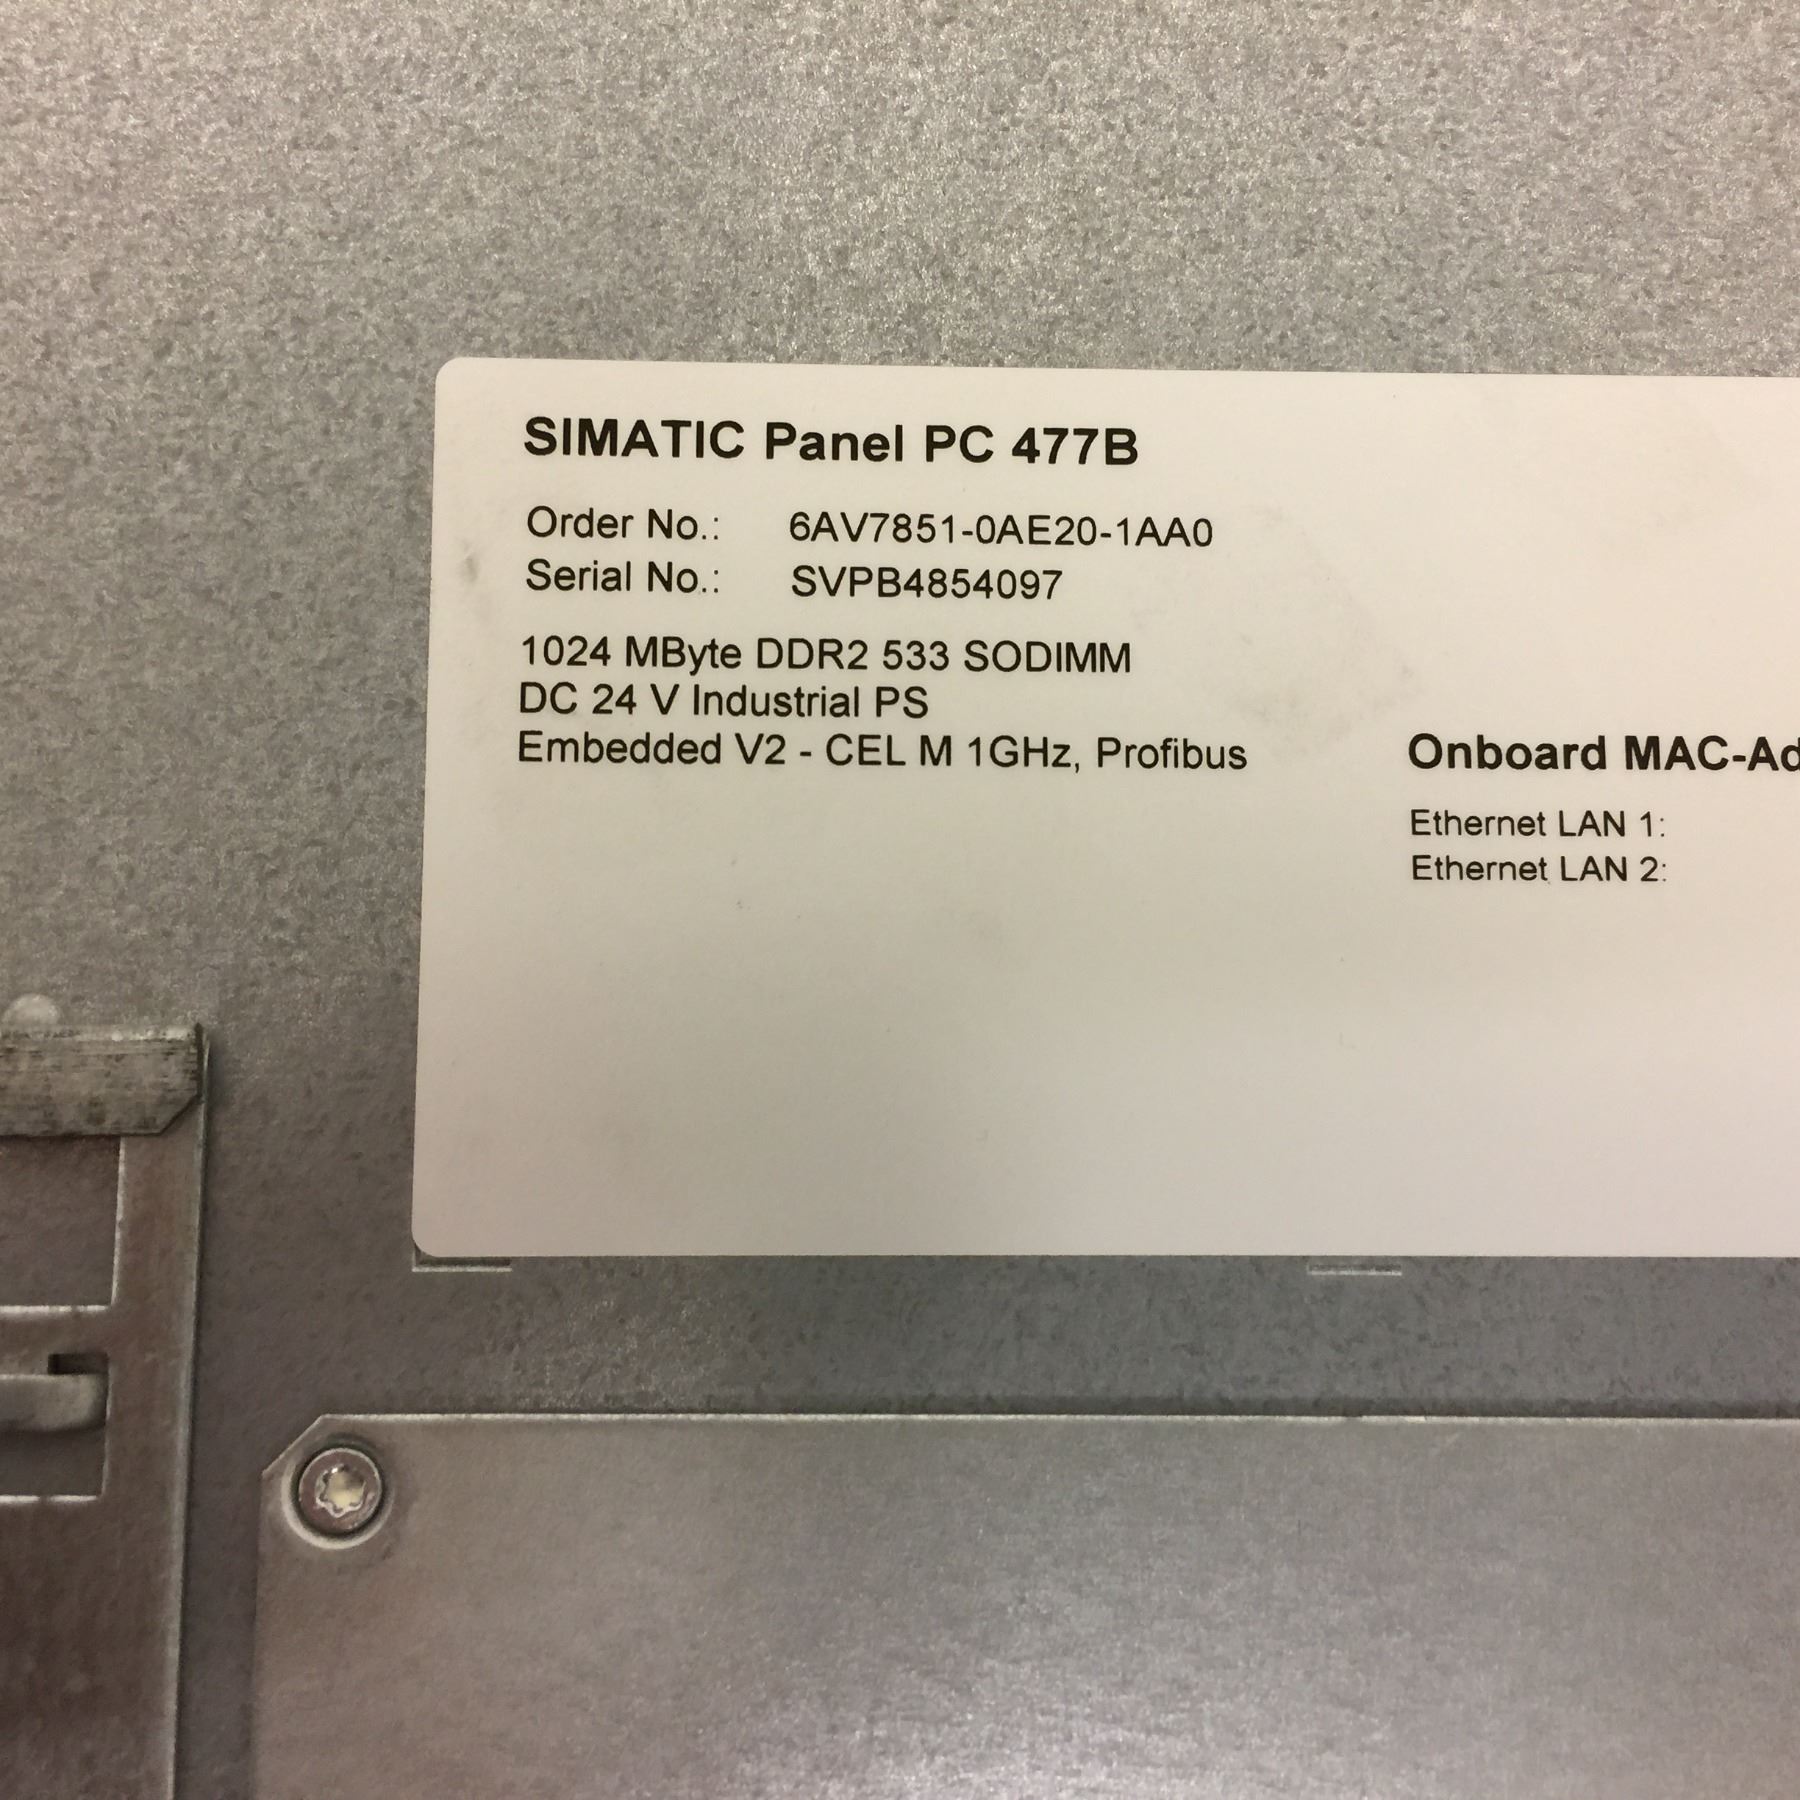 SIMATIC Panel PC 477B
Order No.: 6AV7851-0AE20-1AA0
Serial No.: SVPB4854097
1024 MByte DDR2 533 SODIMM
DC 24 V Industrial PS
Embedded V2 - CEL M 1GHz, Profibus
Onboard MAC-Ad
Ethernet LAN 1:
Ethernet LAN 2: